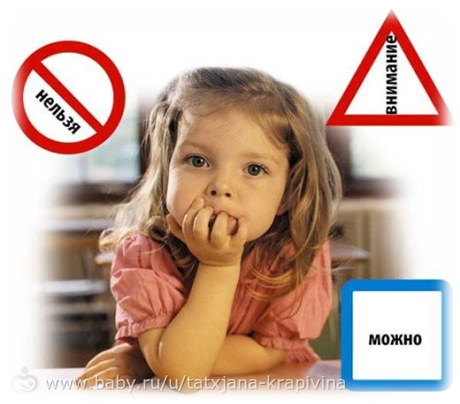 нельзя
внимание
можно
www.baby.ru/u/tatxjana-krapivina